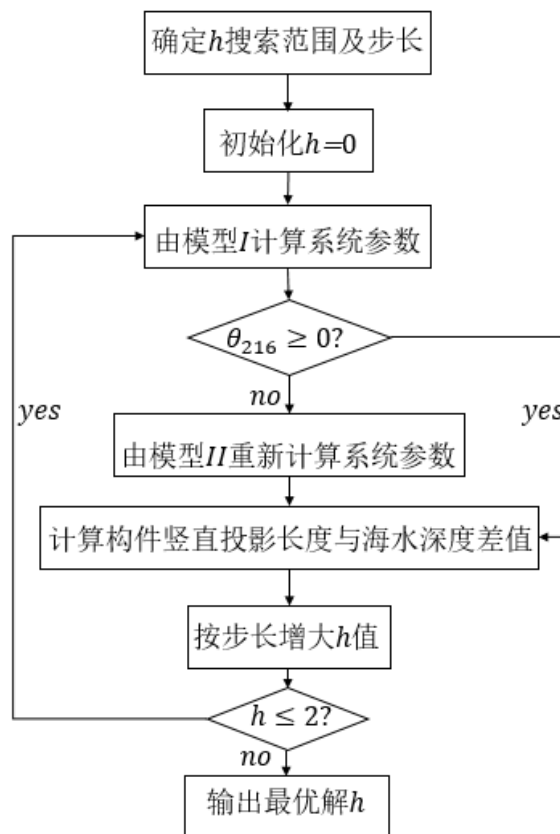 确定h搜索范围及步长
初始化h=0
由模型I计算系统参数
θ₂₁₆ ≥ 0?
yes
no
yes
由模型II重新计算系统参数
计算构件竖直投影长度与海水深度差值
按步长增大h值
h ≤ 2?
no
输出最优解h